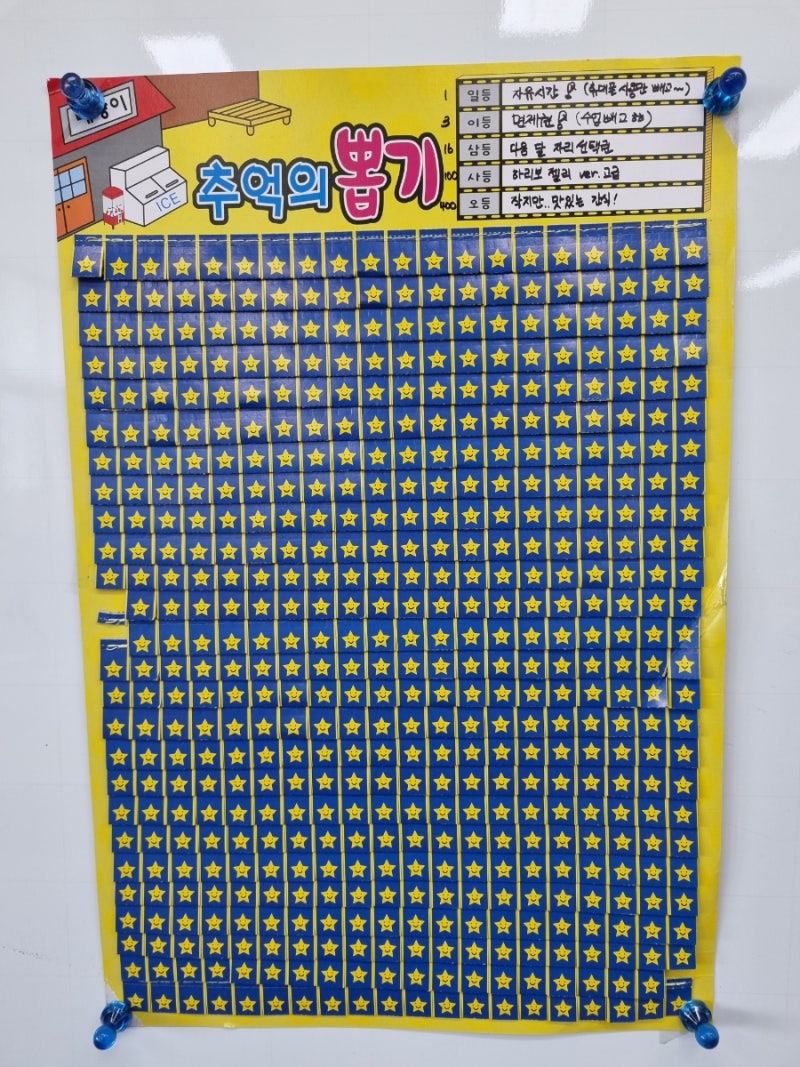 추억의 뽑기
ICE
1 일등 자유시간 (휴대폰 사용만 빼고~)
3 이등 면제권 (수업 빼고 ㅎㅎ)
16 삼등 다음 달 자리 선택권
100 사등 하리보 젤리 ver.고급
400 오등 작지만.. 맛있는 간식!